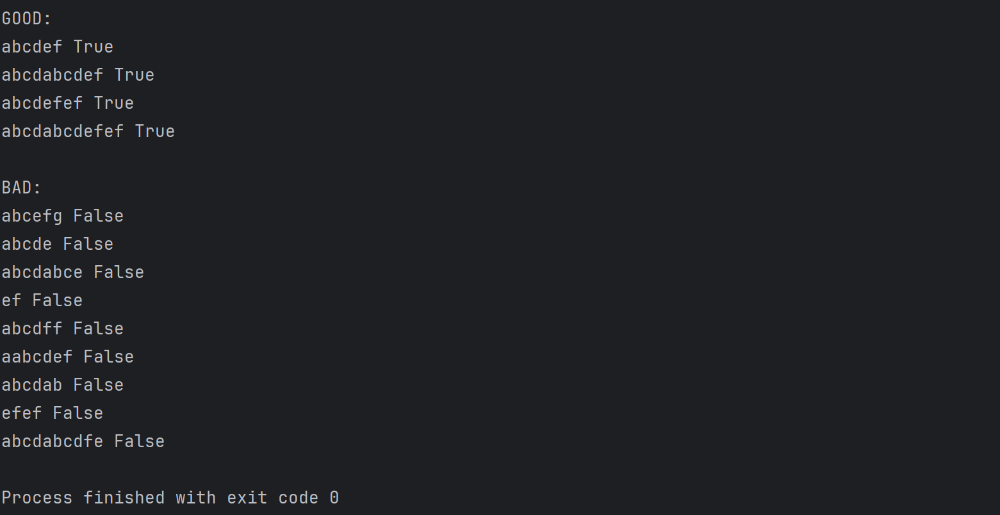 GOOD:
abcdef True
abcdabcdef True
abcdefef True
abcdabcdefef True
BAD:
abcefg False
abcde False
abcdabce False
ef False
abcdff False
aabcdef False
abcdab False
efef False
abcdabcdfe False
Process finished with exit code 0